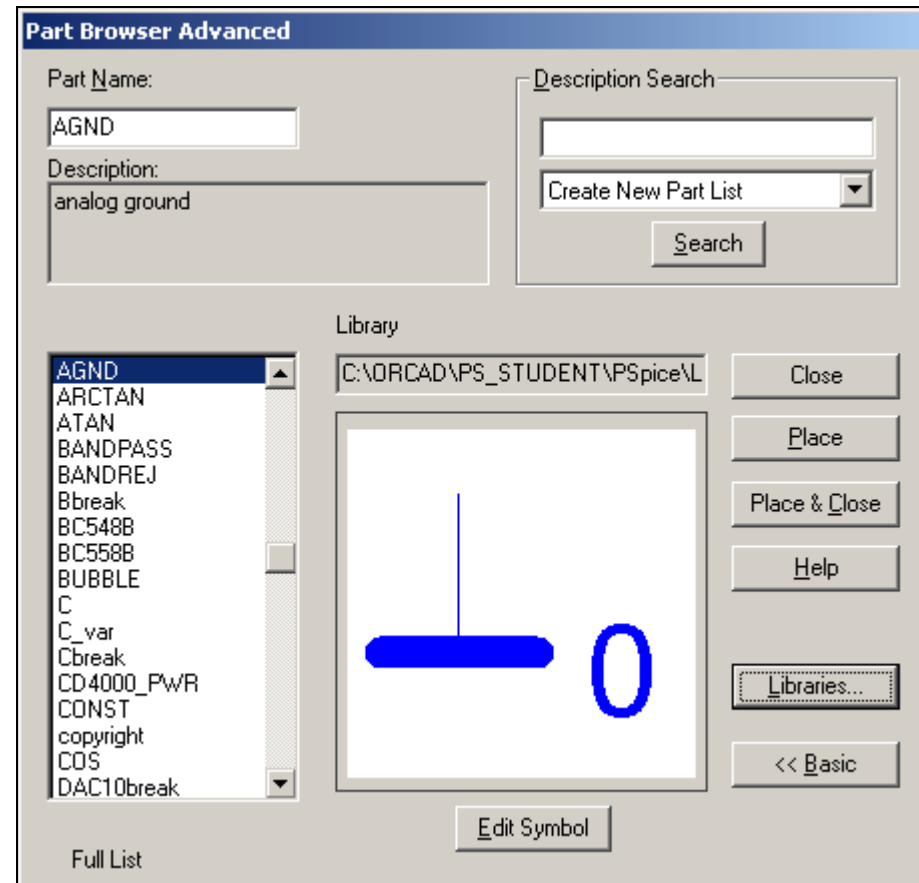 Part Browser Advanced
Part Name:
AGND
Description:
analog ground
Description Search
Create New Part List
Search
Library
C:\ORCAD\PS_STUDENT\PSpice\L
AGND
ARCTAN
ATAN
BANDPASS
BANDREJ
Bbreak
BC548B
BC558B
BUBBLE
C
C_var
Cbreak
CD4000_PWR
CONST
copyright
COS
DAC10break
Full List
0
Edit Symbol
Close
Place
Place & Close
Help
Libraries...
<< Basic